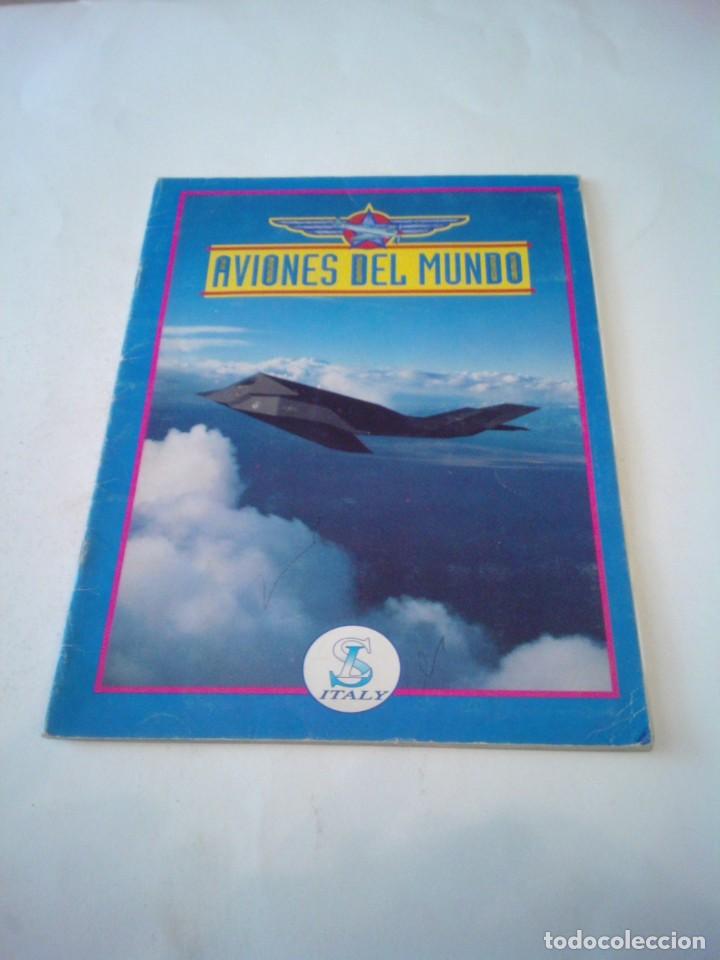 AVIONES DEL MUNDO
SL
ITALY
todocoleccion